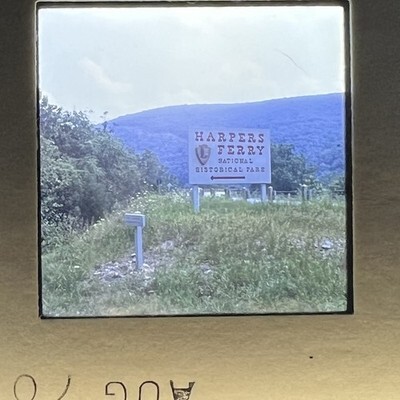 HARPERS
FERRY
NATIONAL
HISTORICAL PARK
AUG